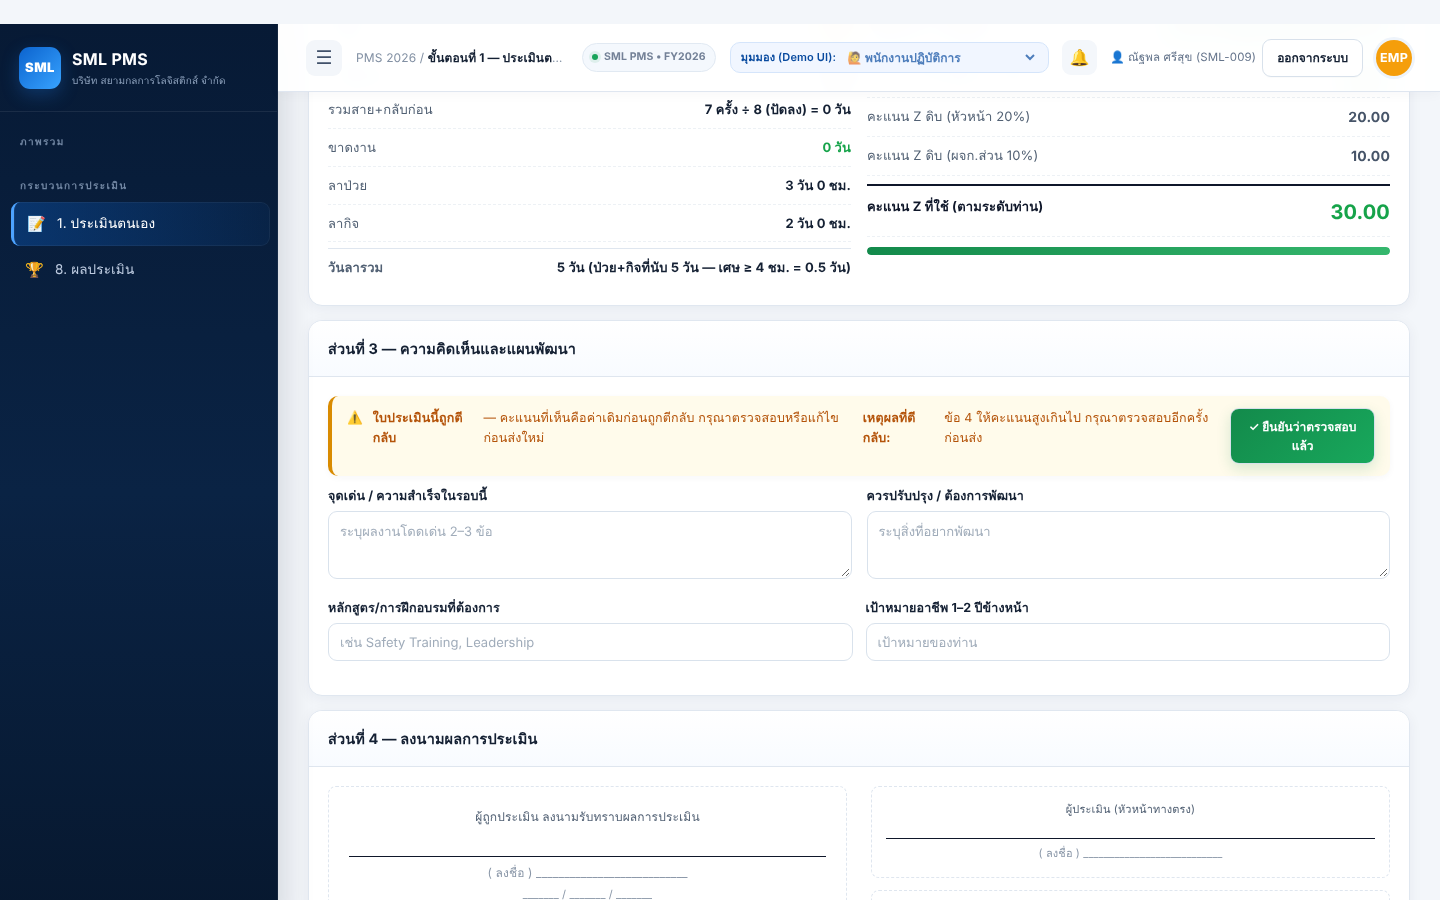 SML
SML PMS
บริษัท สยามกลการโลจิสติกส์ จำกัด
ภาพรวม
กระบวนการประเมิน
1. ประเมินตนเอง
8. ผลประเมิน
PMS 2026 / ขั้นตอนที่ 1 — ประเมินต...
SML PMS • FY2026
มุมมอง (Demo UI):
พนักงานปฏิบัติการ
ณัฐพล ศรีสุข (SML-009)
ออกจากระบบ
EMP
รวมสาย+กลับก่อน
7 ครั้ง ÷ 8 (ปัดลง) = 0 วัน
ขาดงาน
0 วัน
ลาป่วย
3 วัน 0 ชม.
ลากิจ
2 วัน 0 ชม.
วันลารวม
5 วัน (ป่วย+กิจที่นับ 5 วัน — เศษ ≥ 4 ชม. = 0.5 วัน)
คะแนน Z ดิบ (หัวหน้า 20%)
20.00
คะแนน Z ดิบ (ผจก.ส่วน 10%)
10.00
คะแนน Z ที่ใช้ (ตามระดับท่าน)
30.00
ส่วนที่ 3 — ความคิดเห็นและแผนพัฒนา
ใบประเมินนี้ถูกตี
กลับ
— คะแนนที่เห็นคือค่าเดิมก่อนถูกตีกลับ กรุณาตรวจสอบหรือแก้ไข
ก่อนส่งใหม่
เหตุผลที่ตี
กลับ:
ข้อ 4 ให้คะแนนสูงเกินไป กรุณาตรวจสอบอีกครั้ง
ก่อนส่ง
✓ ยืนยันว่าตรวจสอบ
แล้ว
จุดเด่น / ความสำเร็จในรอบนี้
ระบุผลงานโดดเด่น 2–3 ข้อ
ควรปรับปรุง / ต้องการพัฒนา
ระบุสิ่งที่อยากพัฒนา
หลักสูตร/การฝึกอบรมที่ต้องการ
เช่น Safety Training, Leadership
เป้าหมายอาชีพ 1–2 ปีข้างหน้า
เป้าหมายของท่าน
ส่วนที่ 4 — ลงนามผลการประเมิน
ผู้ถูกประเมิน ลงนามรับทราบผลการประเมิน
( ลงชื่อ ) ________________________
______ / ______ / ______
ผู้ประเมิน (หัวหน้าทางตรง)
( ลงชื่อ ) ________________________